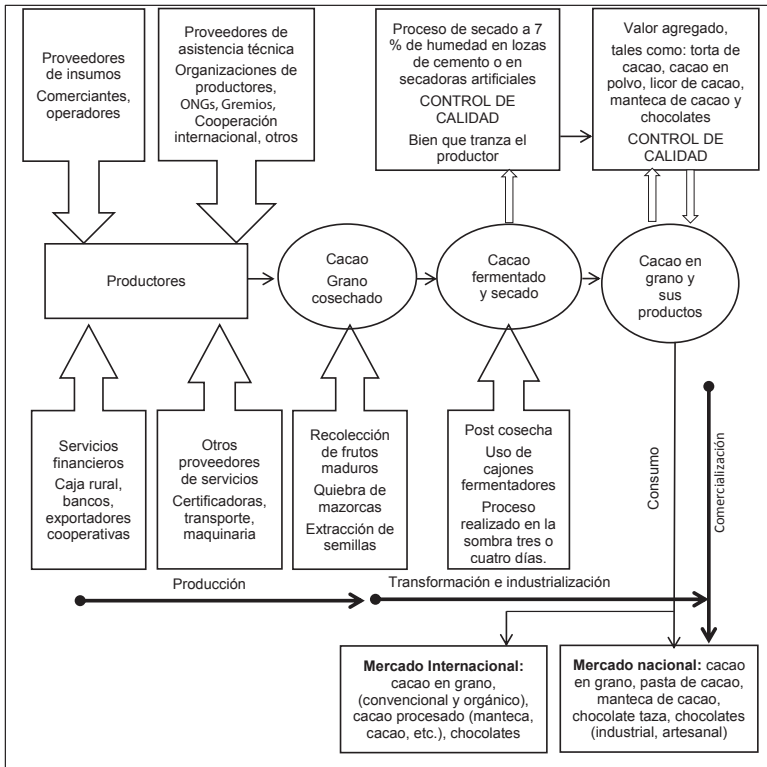 Proveedores
de insumos
Comerciantes,
operadores
Proveedores de
asistencia técnica
Organizaciones de
productores,
ONGs, Gremios,
Cooperación
internacional, otros
Proceso de secado a 7
% de humedad en lozas
de cemento o en
secadoras artificiales
CONTROL DE
CALIDAD
Bien que tranza el
productor
Valor agregado,
tales como: torta de
cacao, cacao en
polvo, licor de cacao,
manteca de cacao y
chocolates
CONTROL DE
CALIDAD
Productores
Cacao
Grano
cosechado
Cacao
fermentado
y secado
Cacao en
grano y
sus
productos
Servicios
financieros
Caja rural,
bancos,
exportadores
cooperativas
Otros
proveedores
de servicios
Certificadoras,
transporte,
maquinaria
Recolección
de frutos
maduros
Quiebra de
mazorcas
Extracción de
semillas
Post cosecha
Uso de
cajones
fermentadores
Proceso
realizado en la
sombra tres o
cuatro días.
Consumo
Comercialización
Producción
Transformación e industrialización
Mercado Internacional:
cacao en grano,
(convencional y orgánico),
cacao procesado (manteca,
cacao, etc.), chocolates
Mercado nacional: cacao
en grano, pasta de cacao,
manteca de cacao,
chocolate taza, chocolates
(industrial, artesanal)